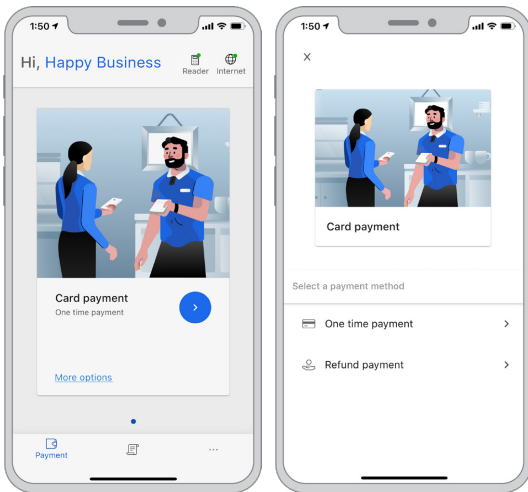 1:50
Hi, Happy Business
Reader
Internet
Card payment
One time payment
More options
Payment
1:50
Card payment
Select a payment method
One time payment
Refund payment